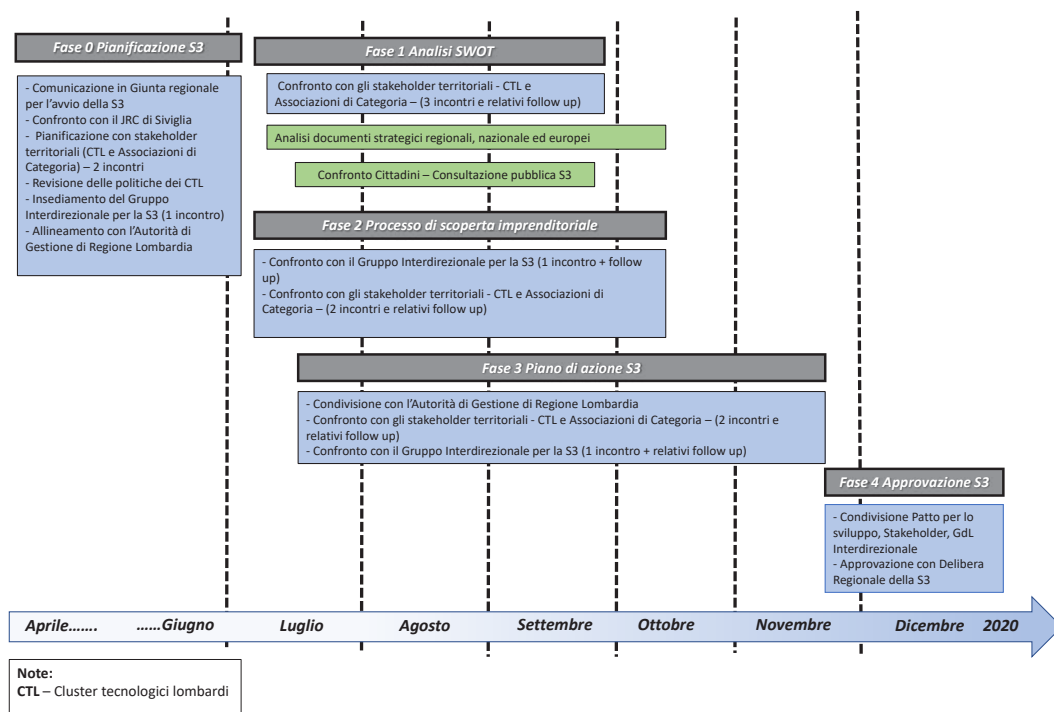 Fase 0 Pianificazione S3
- Comunicazione in Giunta regionale
per l'avvio della S3
- Confronto con il JRC di Siviglia
- Pianificazione con stakeholder
territoriali (CTL e Associazioni di
Categoria) – 2 incontri
- Revisione delle politiche dei CTL
- Insediamento del Gruppo
Interdirezionale per la S3 (1 incontro)
- Allineamento con l'Autorità di
Gestione di Regione Lombardia
Fase 1 Analisi SWOT
Confronto con gli stakeholder territoriali - CTL e
Associazioni di Categoria – (3 incontri e relativi follow up)
Analisi documenti strategici regionali, nazionale ed europei
Confronto Cittadini – Consultazione pubblica S3
Fase 2 Processo di scoperta imprenditoriale
- Confronto con il Gruppo Interdirezionale per la S3 (1 incontro + follow
up)
- Confronto con gli stakeholder territoriali - CTL e Associazioni di
Categoria – (2 incontri e relativi follow up)
Fase 3 Piano di azione S3
- Condivisione con l'Autorità di Gestione di Regione Lombardia
- Confronto con gli stakeholder territoriali - CTL e Associazioni di Categoria – (2 incontri e
relativi follow up)
- Confronto con il Gruppo Interdirezionale per la S3 (1 incontro + relativi follow up)
Fase 4 Approvazione S3
- Condivisione Patto per lo
sviluppo, Stakeholder, GdL
Interdirezionale
- Approvazione con Delibera
Regionale della S3
Aprile....... ......Giugno Luglio Agosto Settembre Ottobre Novembre Dicembre 2020
Note:
CTL – Cluster tecnologici lombardi